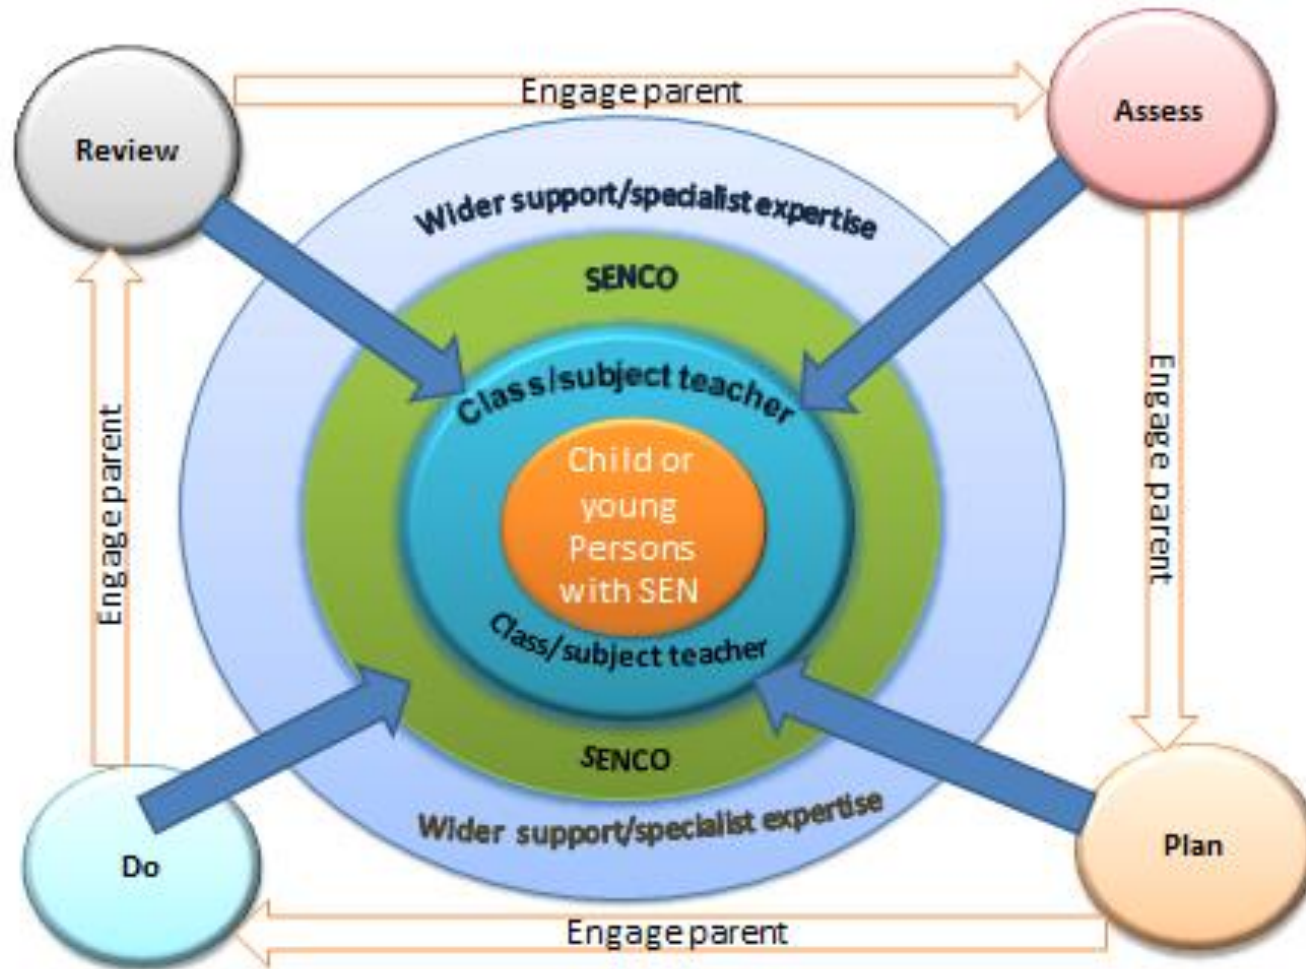 Engage parent
Review
Assess
Wider support/specialist expertise
SENCO
Class/subject teacher
Child or
young
Persons
with SEN
Class/subject teacher
SENCO
Wider support/specialist expertise
Engage parent
Engage parent
Do
Plan
Engage parent